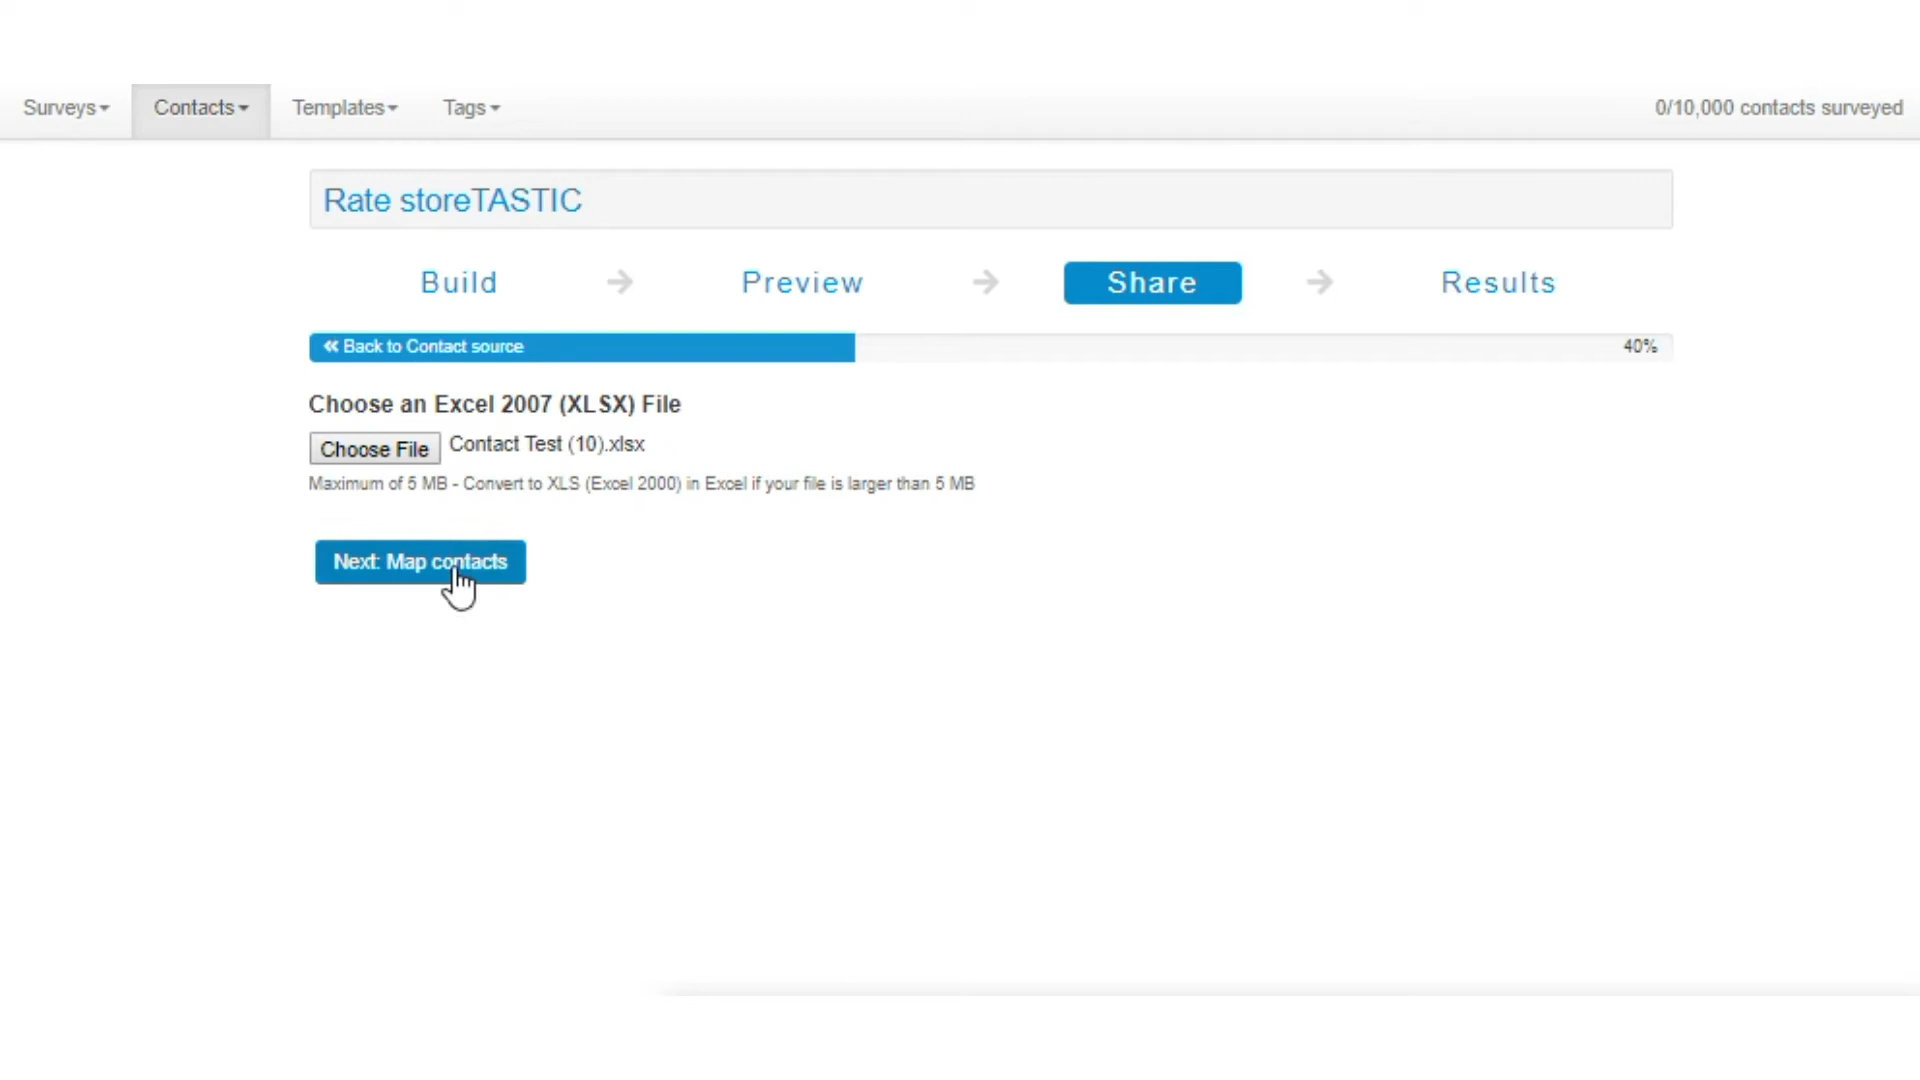 Surveys Contacts Templates Tags 0/10,000 contacts surveyed
Rate storeTASTIC
Build Preview Share Results
« Back to Contact source 40%
Choose an Excel 2007 (XLSX) File
Choose File Contact Test (10).xlsx
Maximum of 5 MB - Convert to XLS (Excel 2000) in Excel if your file is larger than 5 MB
Next: Map contacts